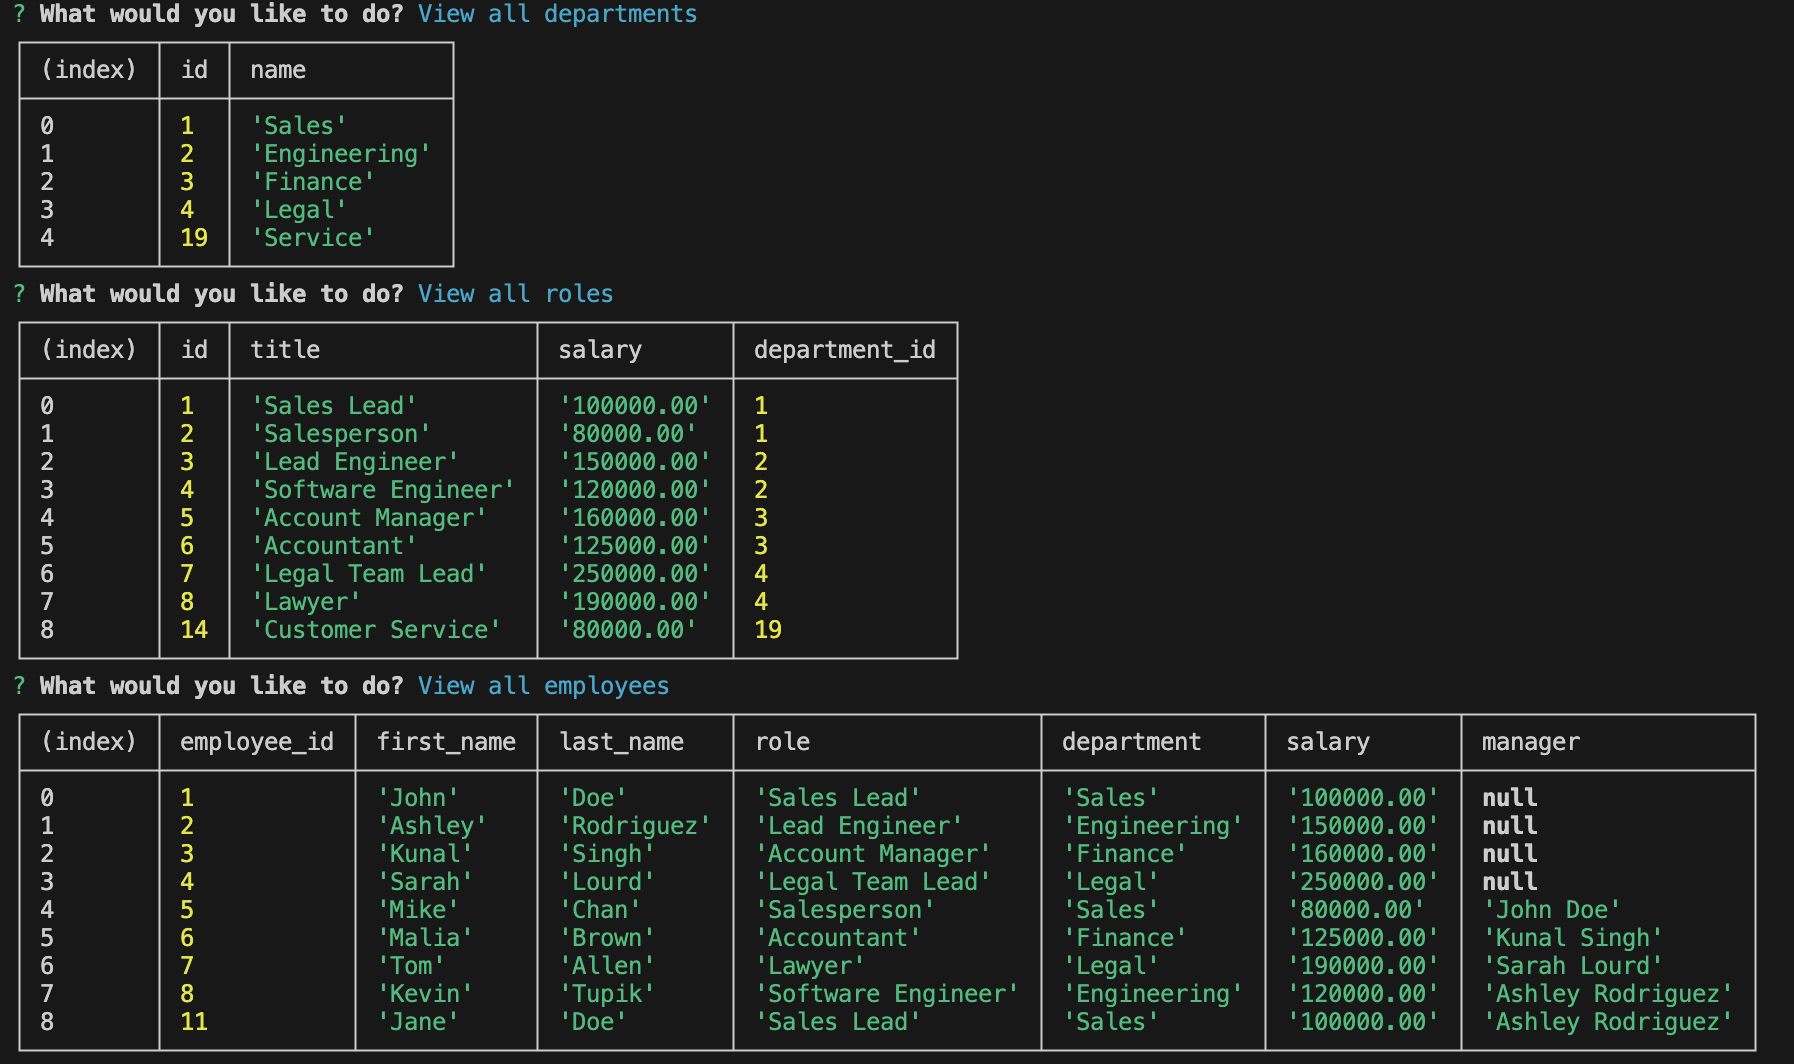 ? What would you like to do? View all departments
(index) id name
0 1 'Sales'
1 2 'Engineering'
2 3 'Finance'
3 4 'Legal'
4 19 'Service'
? What would you like to do? View all roles
(index) id title salary department_id
0 1 'Sales Lead' '100000.00' 1
1 2 'Salesperson' '80000.00' 1
2 3 'Lead Engineer' '150000.00' 2
3 4 'Software Engineer' '120000.00' 2
4 5 'Account Manager' '160000.00' 3
5 6 'Accountant' '125000.00' 3
6 7 'Legal Team Lead' '250000.00' 4
7 8 'Lawyer' '190000.00' 4
8 14 'Customer Service' '80000.00' 19
? What would you like to do? View all employees
(index) employee_id first_name last_name role department salary manager
0 1 'John' 'Doe' 'Sales Lead' 'Sales' '100000.00' null
1 2 'Ashley' 'Rodriguez' 'Lead Engineer' 'Engineering' '150000.00' null
2 3 'Kunal' 'Singh' 'Account Manager' 'Finance' '160000.00' null
3 4 'Sarah' 'Lourd' 'Legal Team Lead' 'Legal' '250000.00' null
4 5 'Mike' 'Chan' 'Salesperson' 'Sales' '80000.00' 'John Doe'
5 6 'Malia' 'Brown' 'Accountant' 'Finance' '125000.00' 'Kunal Singh'
6 7 'Tom' 'Allen' 'Lawyer' 'Legal' '190000.00' 'Sarah Lourd'
7 8 'Kevin' 'Tupik' 'Software Engineer' 'Engineering' '120000.00' 'Ashley Rodriguez'
8 11 'Jane' 'Doe' 'Sales Lead' 'Sales' '100000.00' 'Ashley Rodriguez'